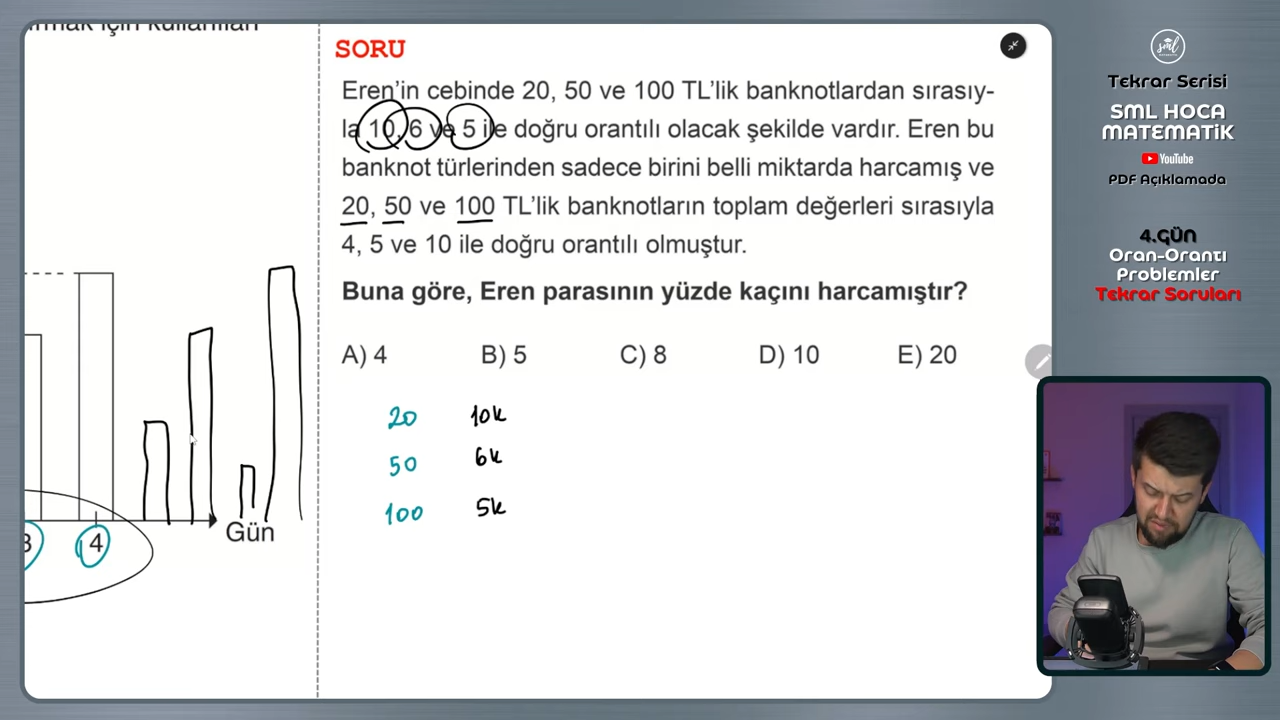 SORU
Eren'in cebinde 20, 50 ve 100 TL'lik banknotlardan sırasıy-
la 10, 6 ve 5 ile doğru orantılı olacak şekilde vardır. Eren bu
banknot türlerinden sadece birini belli miktarda harcamış ve
20, 50 ve 100 TL'lik banknotların toplam değerleri sırasıyla
4, 5 ve 10 ile doğru orantılı olmuştur.
Buna göre, Eren parasının yüzde kaçını harcamıştır?
A) 4 B) 5 C) 8 D) 10 E) 20
20 10k
50 6k
100 5k
için kullanılan
3 4 Gün
sml
Tekrar Serisi
SML HOCA
MATEMATİK
YouTube
PDF Açıklamada
4.GÜN
Oran-Orantı
Problemler
Tekrar Soruları